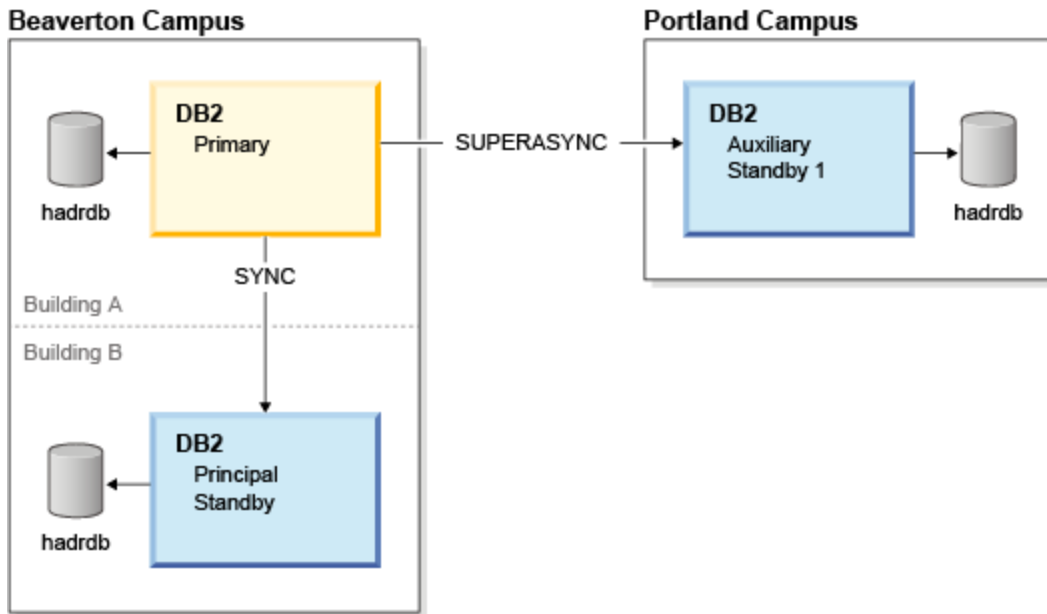 Beaverton Campus
DB2
Primary
hadrdb
SYNC
Building A
Building B
DB2
Principal
Standby
hadrdb
SUPERASYNC
Portland Campus
DB2
Auxiliary
Standby 1
hadrdb